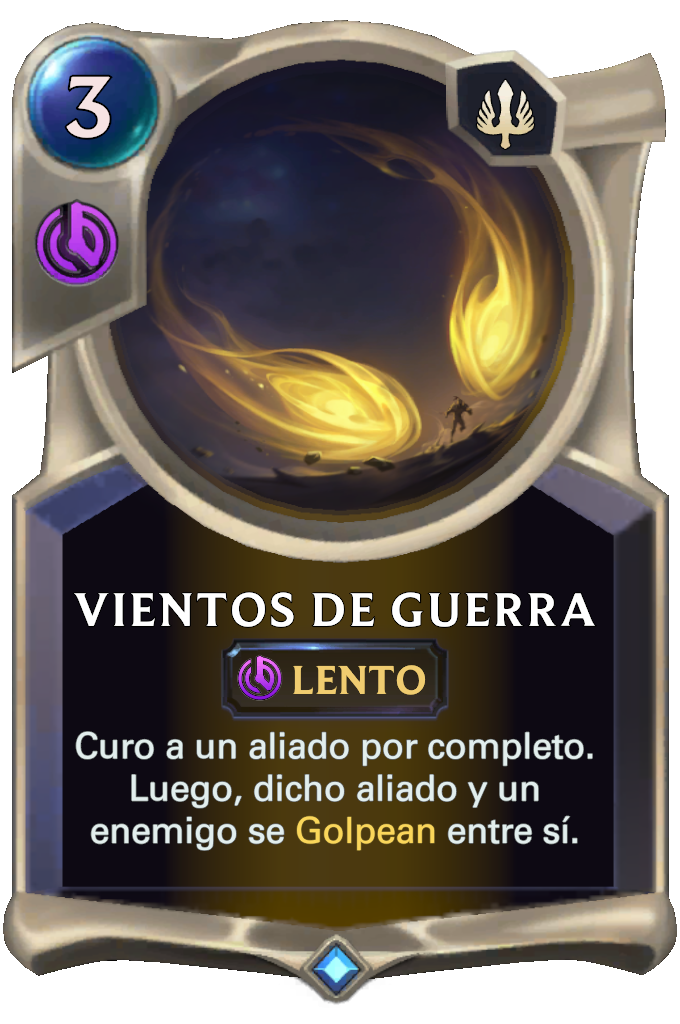 3
VIENTOS DE GUERRA
LENTO
Curo a un aliado por completo.
Luego, dicho aliado y un
enemigo se Golpean entre sí.